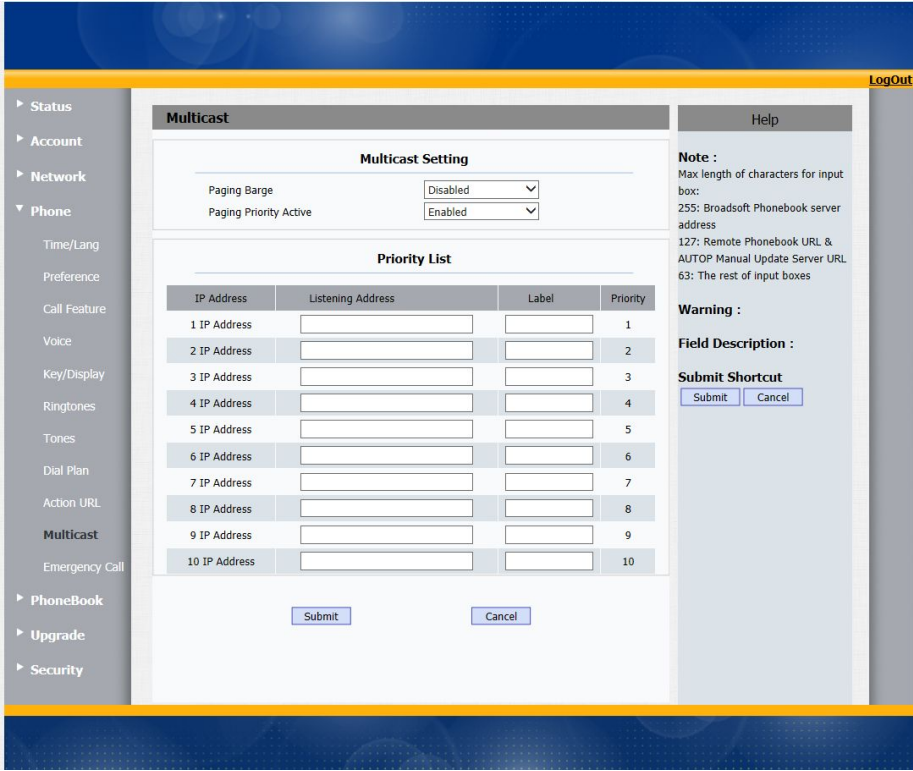 LogOut
Status
Account
Network
Phone
Time/Lang
Preference
Call Feature
Voice
Key/Display
Ringtones
Tones
Dial Plan
Action URL
Multicast
Emergency Call
PhoneBook
Upgrade
Security
Multicast
Multicast Setting
Paging Barge Disabled
Paging Priority Active Enabled
Priority List
IP Address Listening Address Label Priority
1 IP Address 1
2 IP Address 2
3 IP Address 3
4 IP Address 4
5 IP Address 5
6 IP Address 6
7 IP Address 7
8 IP Address 8
9 IP Address 9
10 IP Address 10
Submit Cancel
Help
Note :
Max length of characters for input
box:
255: Broadsoft Phonebook server
address
127: Remote Phonebook URL &
AUTOP Manual Update Server URL
63: The rest of input boxes
Warning :
Field Description :
Submit Shortcut
Submit Cancel